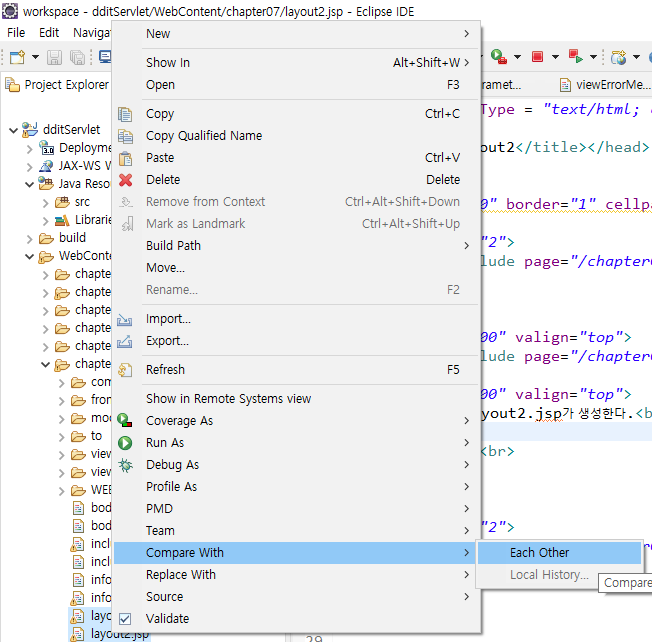 workspace - dditServlet/WebContent/chapter07/layout2.jsp - Eclipse IDE
File Edit Naviga
Project Explorer
ramet...
viewErrorMe...
dditServlet
Deployme
JAX-WS W
Java Resou
src
Librarie
build
WebConte
chapte
chapte
chapte
chapte
chapte
chapte
com
fron
mod
to
view
view
WEB
bod
bod
incl
incl
info
info
layo
layout2.jsp
New
Show In Alt+Shift+W >
Open F3
Copy Ctrl+C
Copy Qualified Name
Paste Ctrl+V
Delete Delete
Remove from Context Ctrl+Alt+Shift+Down
Mark as Landmark Ctrl+Alt+Shift+Up
Build Path
Move...
Rename... F2
Import...
Export...
Refresh F5
Show in Remote Systems view
Coverage As
Run As
Debug As
Profile As
PMD
Team
Compare With
Replace With
Source
Validate
Each Other
Local History...
Compare
Type = "text/html;
out2</title></head>
0" border="1" cellpa
"2">
lude page="/chapter
00" valign="top">
lude page="/chapter
00" valign="top">
yout2.jsp가 생성한다.<b
<br>
"2">
29